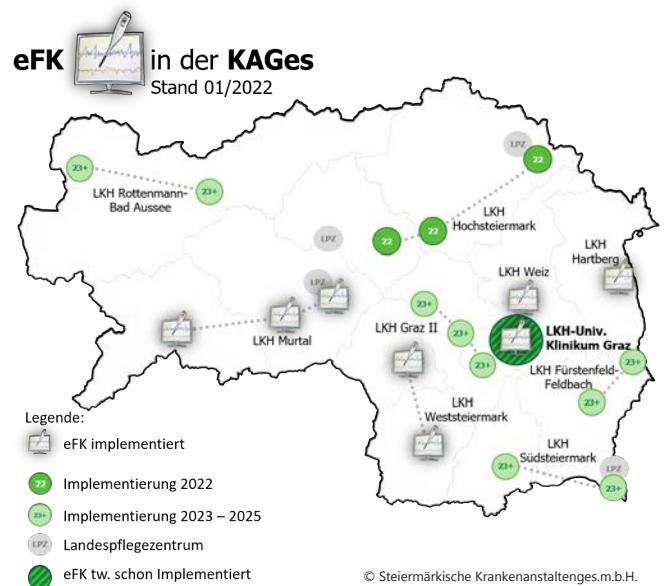 eFK in der KAGes
Stand 01/2022
LPZ
22
23+
LKH Rottenmann-
Bad Aussee
23+
LKH
Hochsteiermark
22
22
LPZ
LKH
Hartberg
LPZ
LKH Weiz
23+
LKH Murtal
LKH Graz II
23+
LKH-Univ.
Klinikum Graz
23+
LKH Fürstenfeld-
Feldbach
23+
23+
LKH
Weststeiermark
LKH
Südsteiermark
23+
LPZ
23+
Legende:
eFK implementiert
22 Implementierung 2022
23+ Implementierung 2023 – 2025
LPZ Landespflegezentrum
eFK tw. schon Implementiert
© Steiermärkische Krankenanstaltenges.m.b.H.